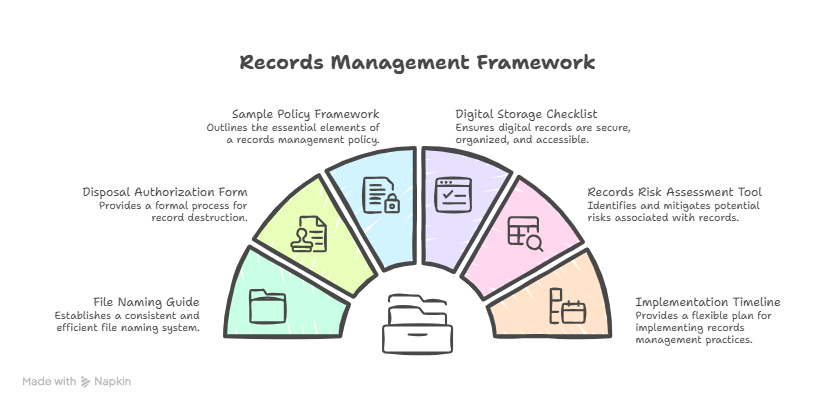 Records Management Framework
Sample Policy Framework
Outlines the essential elements of
a records management policy.
Digital Storage Checklist
Ensures digital records are secure,
organized, and accessible.
Disposal Authorization Form
Provides a formal process for
record destruction.
Records Risk Assessment Tool
Identifies and mitigates potential
risks associated with records.
File Naming Guide
Establishes a consistent and
efficient file naming system.
Implementation Timeline
Provides a flexible plan for
implementing records
management practices.
Made with Napkin